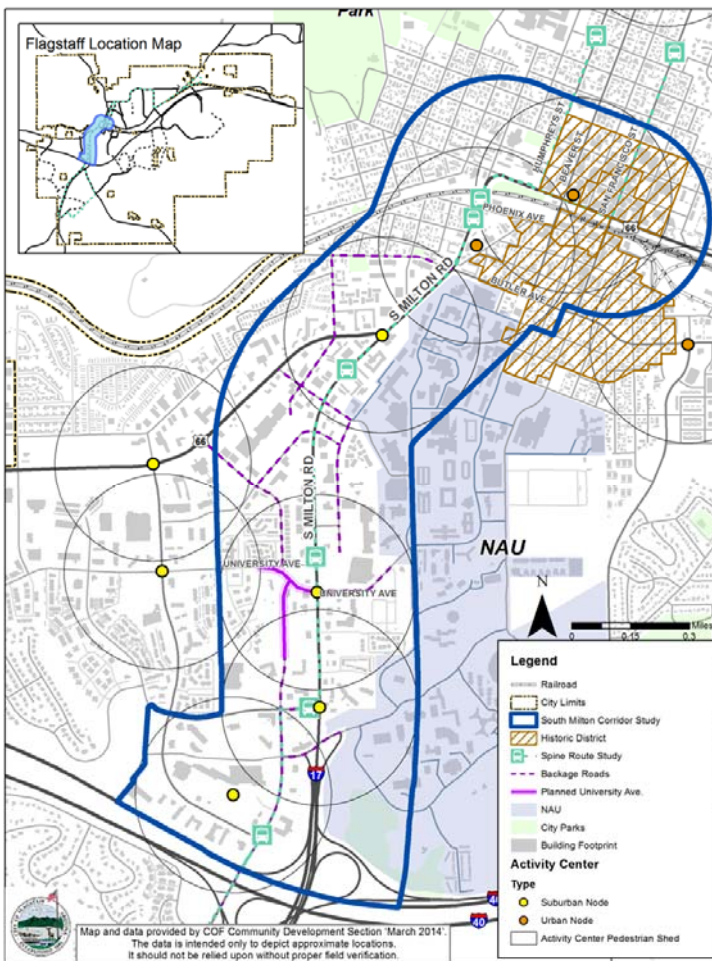 Park
Flagstaff Location Map
HUMPHREYS ST
BEAVER ST
SAN FRANCISCO ST
PHOENIX AVE
66
BUTLER AVE
S MILTON RD
66
S MILTON RD
NAU
UNIVERSITY AVE
UNIVERSITY AVE
N
0 0.15 0.3
Miles
17
40
40
Legend
Railroad
City Limits
South Milton Corridor Study
Historic District
Spine Route Study
Backage Roads
Planned University Ave.
NAU
City Parks
Building Footprint
Activity Center
Type
Suburban Node
Urban Node
Activity Center Pedestrian Shed
Map and data provided by COF Community Development Section 'March 2014'.
The data is intended only to depict approximate locations.
It should not be relied upon without proper field verification.